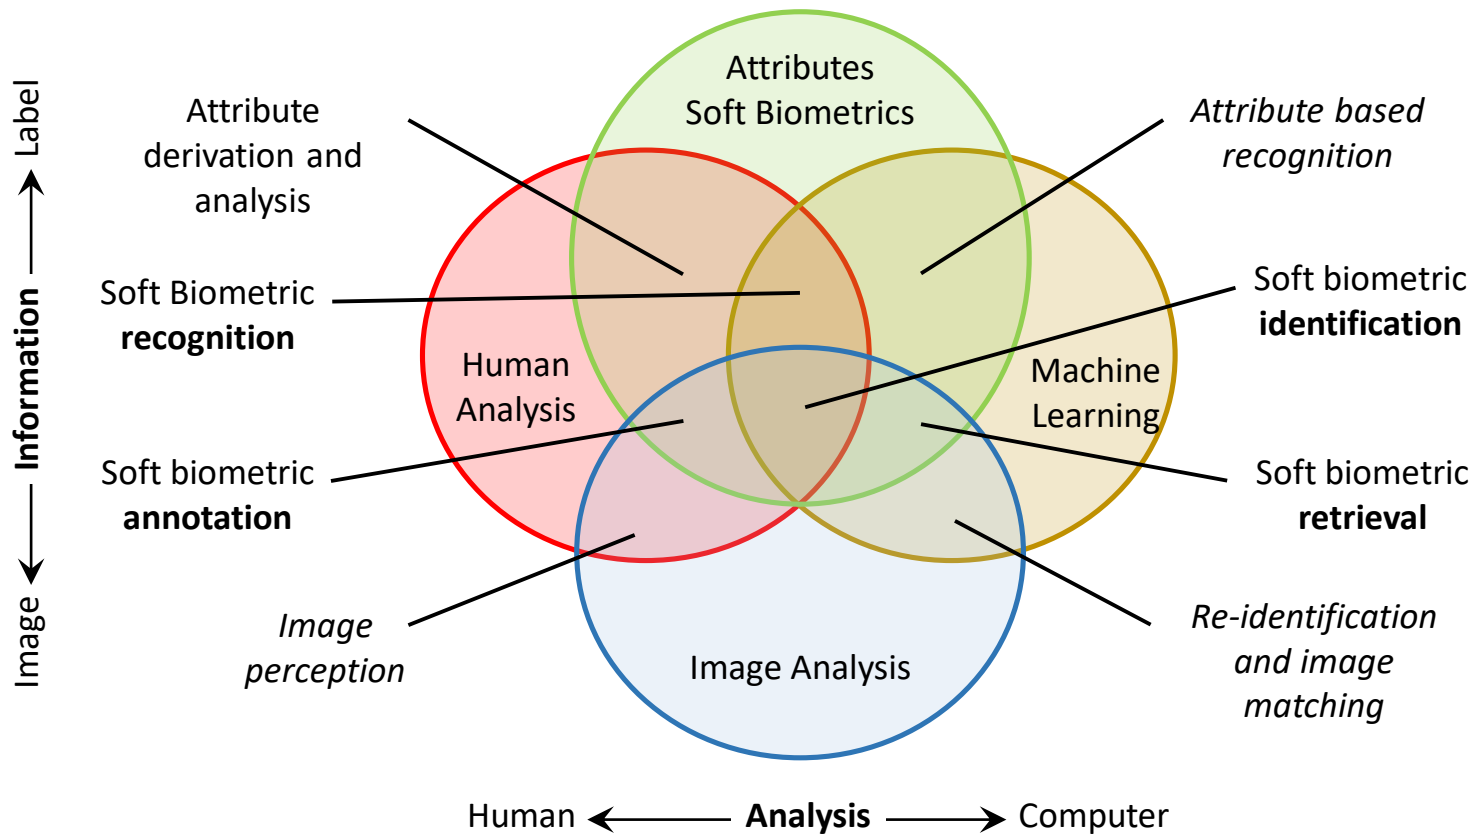 Attributes
Soft Biometrics
Attribute
derivation and
analysis
Attribute based
recognition
Soft Biometric
recognition
Soft biometric
identification
Human
Analysis
Machine
Learning
Soft biometric
annotation
Soft biometric
retrieval
Image
perception
Image Analysis
Re-identification
and image
matching
Image Information Label
Human Analysis Computer